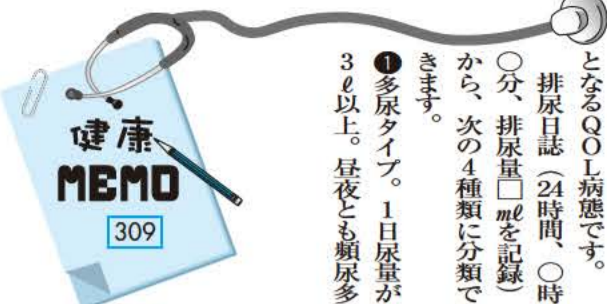 となるQOL病態です。
排尿日誌（24時間、○時
○分、排尿量□mℓを記録）
から、次の4種類に分類で
きます。
❶多尿タイプ。1日尿量が
3ℓ以上。昼夜とも頻尿多
健康
MEMO
309